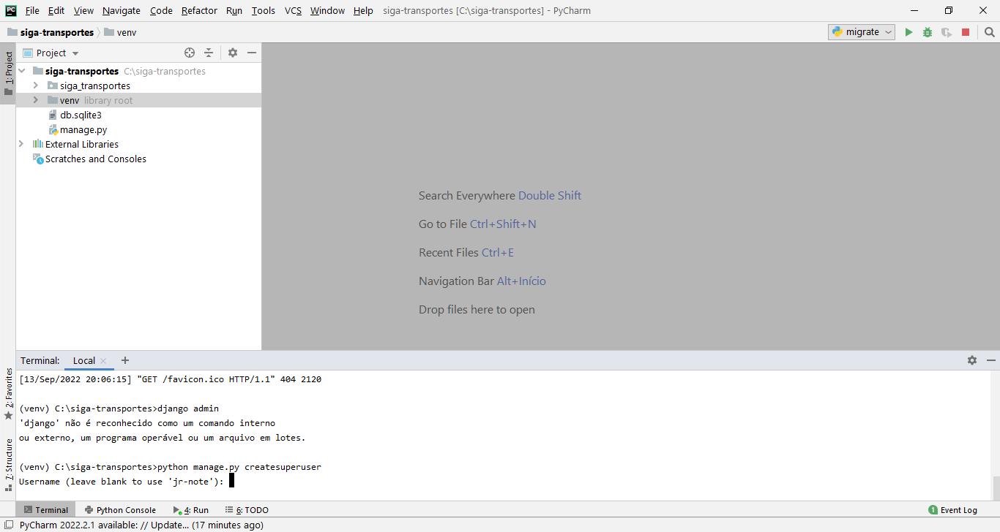 File Edit View Navigate Code Refactor Run Tools VCS Window Help siga-transportes [C:\siga-transportes] - PyCharm
siga-transportes venv migrate
1: Project
Project
siga-transportes C:\siga-transportes
siga_transportes
venv library root
db.sqlite3
manage.py
External Libraries
Scratches and Consoles
Search Everywhere Double Shift
Go to File Ctrl+Shift+N
Recent Files Ctrl+E
Navigation Bar Alt+Início
Drop files here to open
2: Favorites
7: Structure
Terminal: Local
[13/Sep/2022 20:06:15] "GET /favicon.ico HTTP/1.1" 404 2120
(venv) C:\siga-transportes>django admin
'django' não é reconhecido como um comando interno
ou externo, um programa operável ou um arquivo em lotes.
(venv) C:\siga-transportes>python manage.py createsuperuser
Username (leave blank to use 'jr-note'):
Terminal Python Console 4: Run 6: TODO 1 Event Log
PyCharm 2022.2.1 available: // Update... (17 minutes ago)